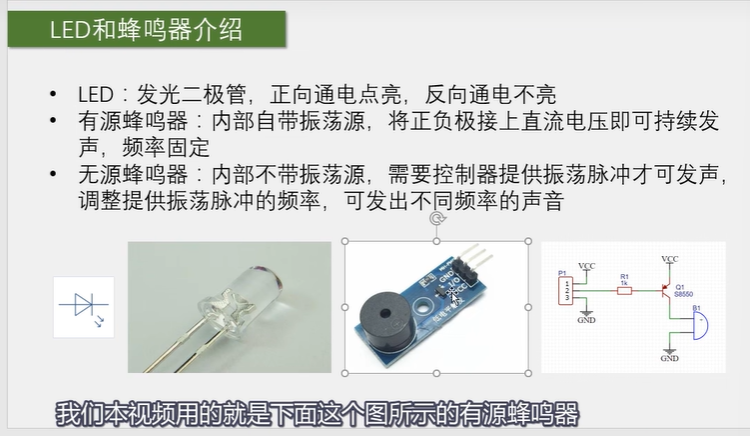 LED和蜂鸣器介绍
• LED：发光二极管，正向通电点亮，反向通电不亮
• 有源蜂鸣器：内部自带振荡源，将正负极接上直流电压即可持续发
声，频率固定
• 无源蜂鸣器：内部不带振荡源，需要控制器提供振荡脉冲才可发声，
调整提供振荡脉冲的频率，可发出不同频率的声音
GND
I/O
VCC
P1
1
2
3
VCC
GND
R1
1k
VCC
Q1
S8550
B1
GND
我们本视频用的就是下面这个图所示的有源蜂鸣器